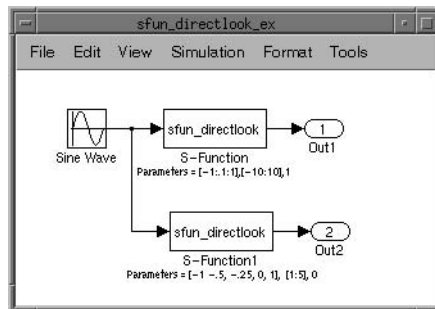 sfun_directlook_ex
File Edit View Simulation Format Tools
sfun_directlook
1
Sine Wave
S-Function
Out1
Parameters = [-1:.1:1],[-10:10],1
sfun_directlook
2
S-Function1
Out2
Parameters = [-1 -.5, -.25, 0, 1], [1:5], 0